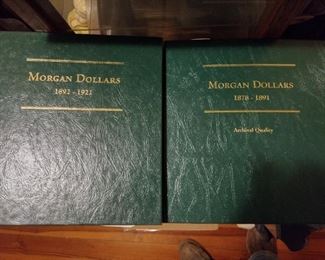 MORGAN DOLLARS
1892 - 1921
MORGAN DOLLARS
1878 - 1891
Archival Quality